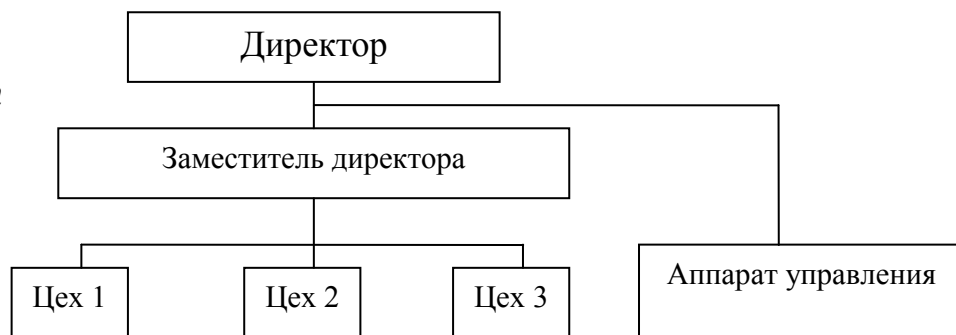 Директор
Заместитель директора
Цех 1
Цех 2
Цех 3
Аппарат управления